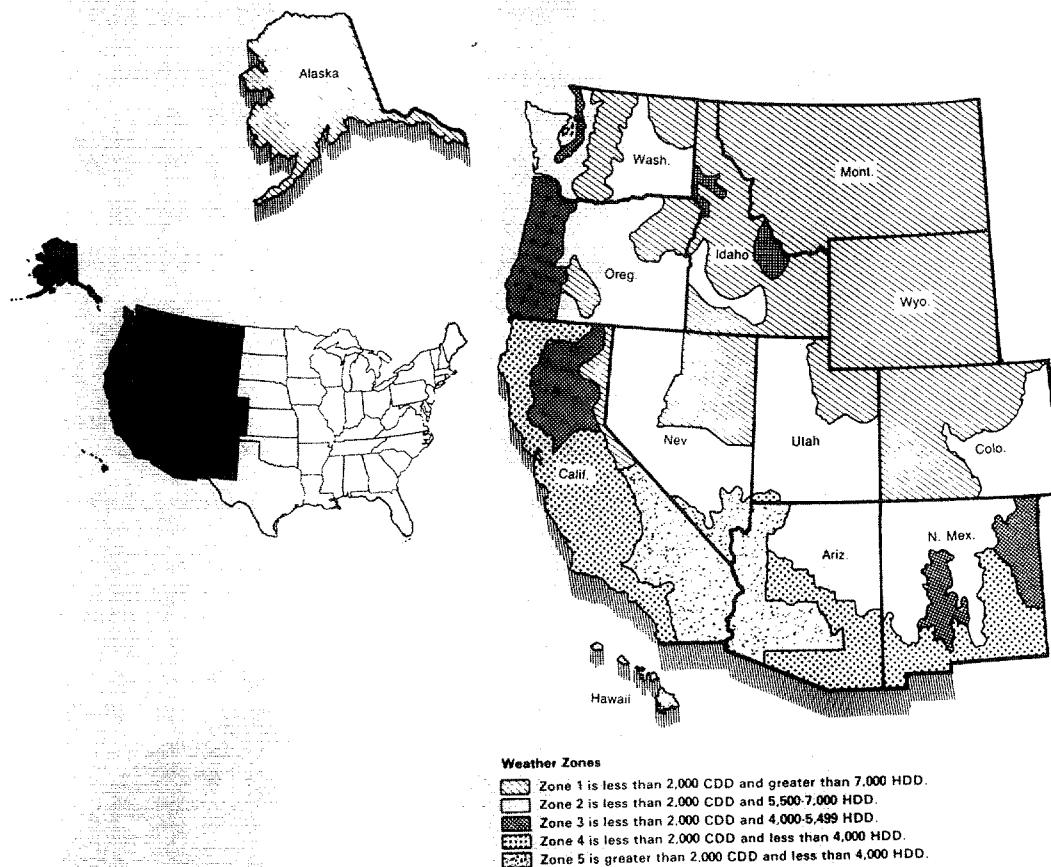 Alaska
Wash.
Mont.
Oreg.
Idaho
Wyo.
Nev
Utah
Colo.
Calif.
Ariz.
N. Mex.
Hawaii
Weather Zones
Zone 1 is less than 2,000 CDD and greater than 7,000 HDD.
Zone 2 is less than 2,000 CDD and 5,500-7,000 HDD.
Zone 3 is less than 2,000 CDD and 4,000-5,499 HDD.
Zone 4 is less than 2,000 CDD and less than 4,000 HDD.
Zone 5 is greater than 2,000 CDD and less than 4,000 HDD.